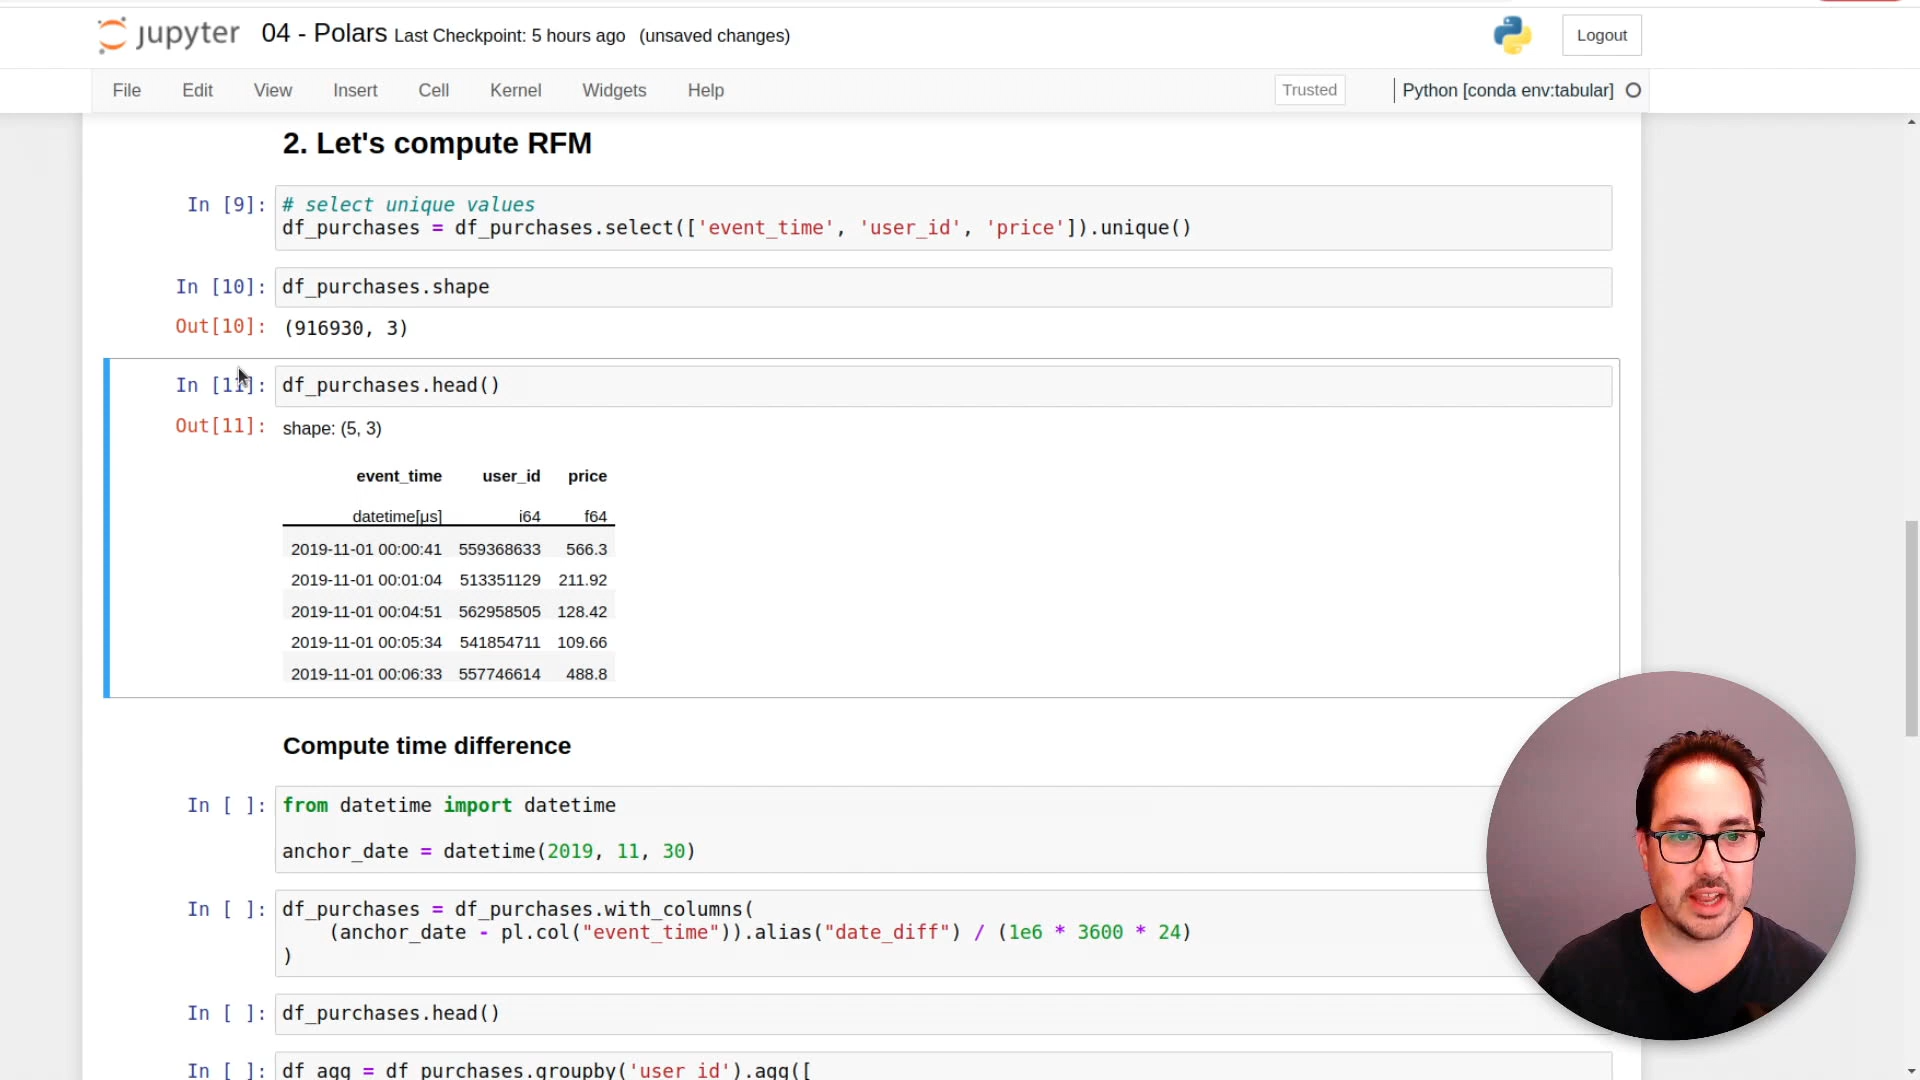 jupyter 04 - Polars Last Checkpoint: 5 hours ago (unsaved changes) Logout
File Edit View Insert Cell Kernel Widgets Help Trusted Python [conda env:tabular]
2. Let's compute RFM
In [9]: # select unique values
df_purchases = df_purchases.select(['event_time', 'user_id', 'price']).unique()
In [10]: df_purchases.shape
Out[10]: (916930, 3)
In [11]: df_purchases.head()
Out[11]: shape: (5, 3)
event_time user_id price
datetime[μs] i64 f64
2019-11-01 00:00:41 559368633 566.3
2019-11-01 00:01:04 513351129 211.92
2019-11-01 00:04:51 562958505 128.42
2019-11-01 00:05:34 541854711 109.66
2019-11-01 00:06:33 557746614 488.8
Compute time difference
In [ ]: from datetime import datetime
anchor_date = datetime(2019, 11, 30)
In [ ]: df_purchases = df_purchases.with_columns(
(anchor_date - pl.col("event_time")).alias("date_diff") / (1e6 * 3600 * 24)
)
In [ ]: df_purchases.head()
In [ ]: df_agg = df_purchases.groupby('user_id').agg([